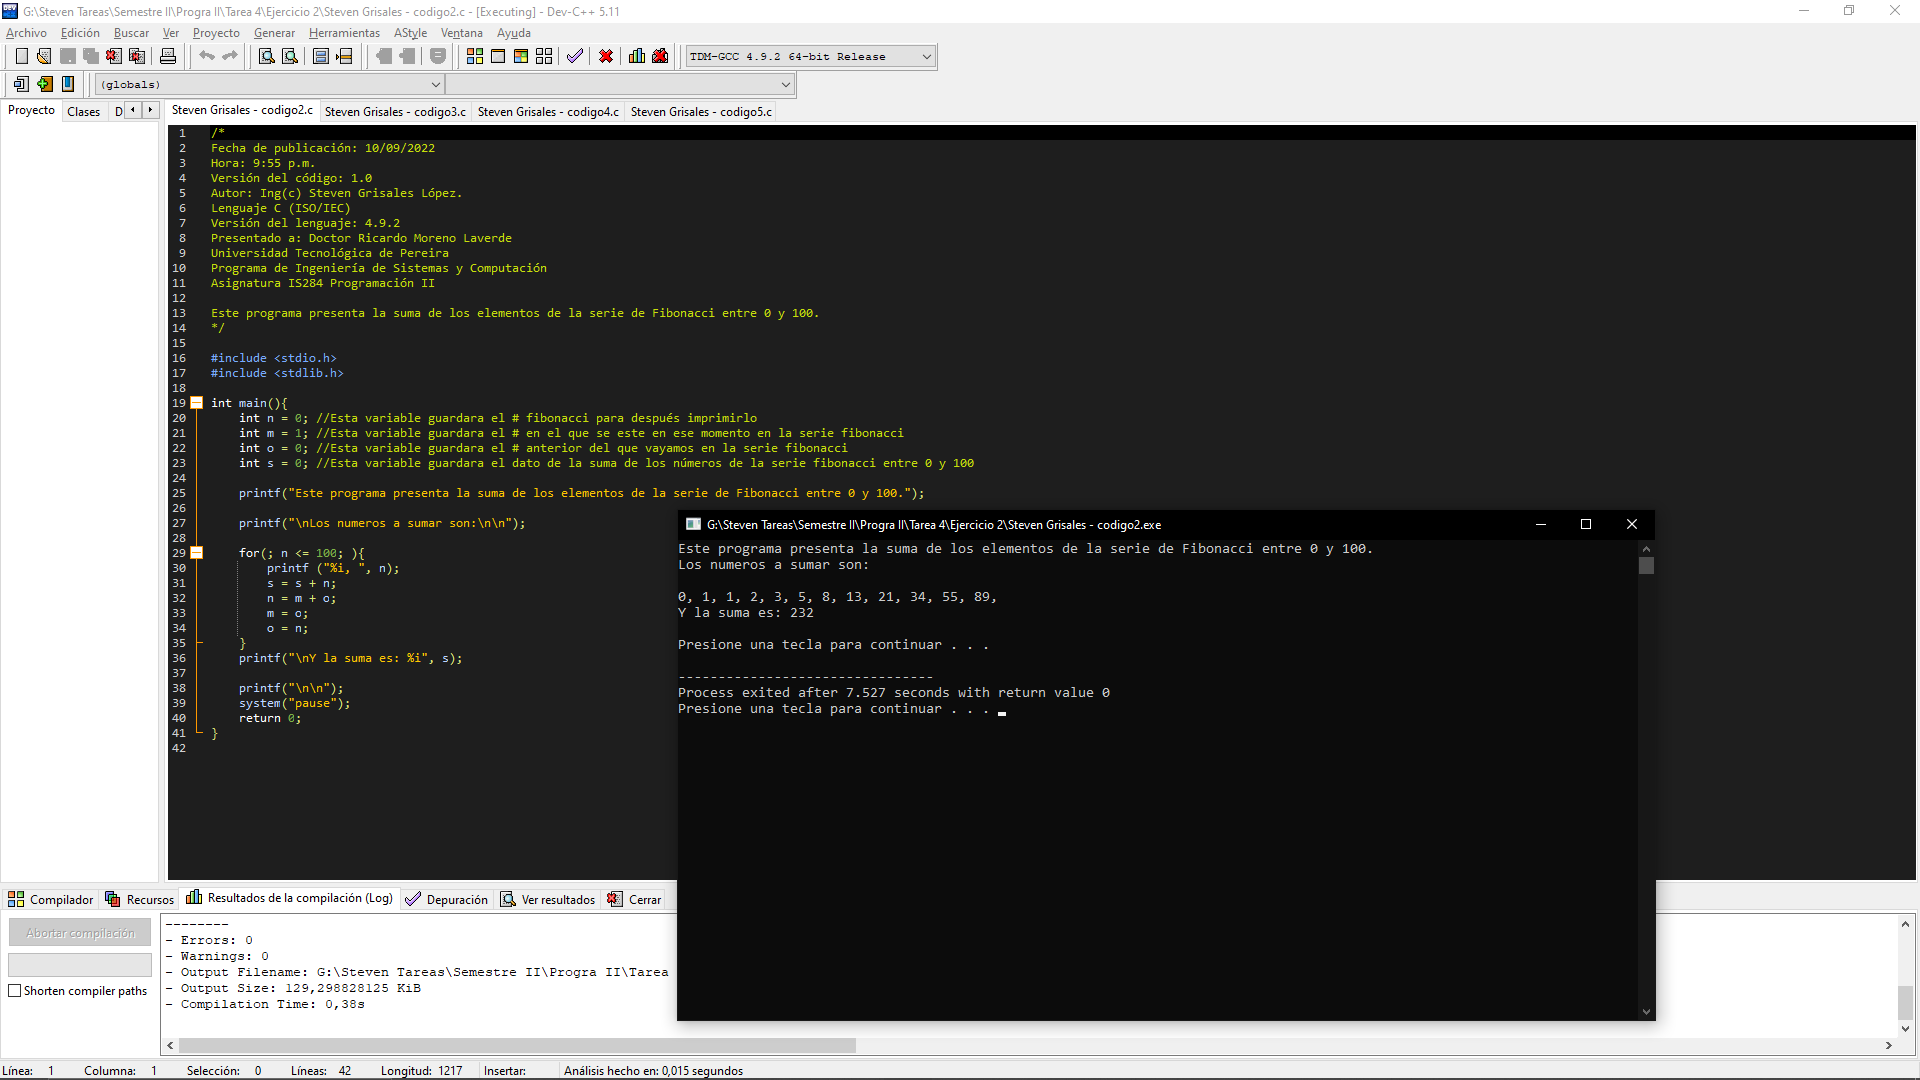 G:\Steven Tareas\Semestre II\Progra II\Tarea 4\Ejercicio 2\Steven Grisales - codigo2.c - [Executing] - Dev-C++ 5.11
Archivo Edición Buscar Ver Proyecto Generar Herramientas AStyle Ventana Ayuda
TDM-GCC 4.9.2 64-bit Release
(globals)
Proyecto Clases D
Steven Grisales - codigo2.c Steven Grisales - codigo3.c Steven Grisales - codigo4.c Steven Grisales - codigo5.c
1 /*
2 Fecha de publicación: 10/09/2022
3 Hora: 9:55 p.m.
4 Versión del código: 1.0
5 Autor: Ing(c) Steven Grisales López.
6 Lenguaje C (ISO/IEC)
7 Versión del lenguaje: 4.9.2
8 Presentado a: Doctor Ricardo Moreno Laverde
9 Universidad Tecnológica de Pereira
10 Programa de Ingeniería de Sistemas y Computación
11 Asignatura IS284 Programación II
12
13 Este programa presenta la suma de los elementos de la serie de Fibonacci entre 0 y 100.
14 */
15
16 #include <stdio.h>
17 #include <stdlib.h>
18
19 int main(){
20 int n = 0; //Esta variable guardara el # fibonacci para después imprimirlo
21 int m = 1; //Esta variable guardara el # en el que se este en ese momento en la serie fibonacci
22 int o = 0; //Esta variable guardara el # anterior del que vayamos en la serie fibonacci
23 int s = 0; //Esta variable guardara el dato de la suma de los números de la serie fibonacci entre 0 y 100
24
25 printf("Este programa presenta la suma de los elementos de la serie de Fibonacci entre 0 y 100.");
26
27 printf("\nLos numeros a sumar son:\n\n");
28
29 for(; n <= 100; ){
30 printf ("%i, ", n);
31 s = s + n;
32 n = m + o;
33 m = o;
34 o = n;
35 }
36 printf("\nY la suma es: %i", s);
37
38 printf("\n\n");
39 system("pause");
40 return 0;
41 }
42
G:\Steven Tareas\Semestre II\Progra II\Tarea 4\Ejercicio 2\Steven Grisales - codigo2.exe
Este programa presenta la suma de los elementos de la serie de Fibonacci entre 0 y 100.
Los numeros a sumar son:
0, 1, 1, 2, 3, 5, 8, 13, 21, 34, 55, 89,
Y la suma es: 232
Presione una tecla para continuar . . .
--------------------------------
Process exited after 7.527 seconds with return value 0
Presione una tecla para continuar . . .
Compilador Recursos Resultados de la compilación (Log) Depuración Ver resultados Cerrar
Abortar compilación
Shorten compiler paths
--------
- Errors: 0
- Warnings: 0
- Output Filename: G:\Steven Tareas\Semestre II\Progra II\Tarea
- Output Size: 129,298828125 KiB
- Compilation Time: 0,38s
Línea: 1 Columna: 1 Selección: 0 Líneas: 42 Longitud: 1217 Insertar: Análisis hecho en: 0,015 segundos